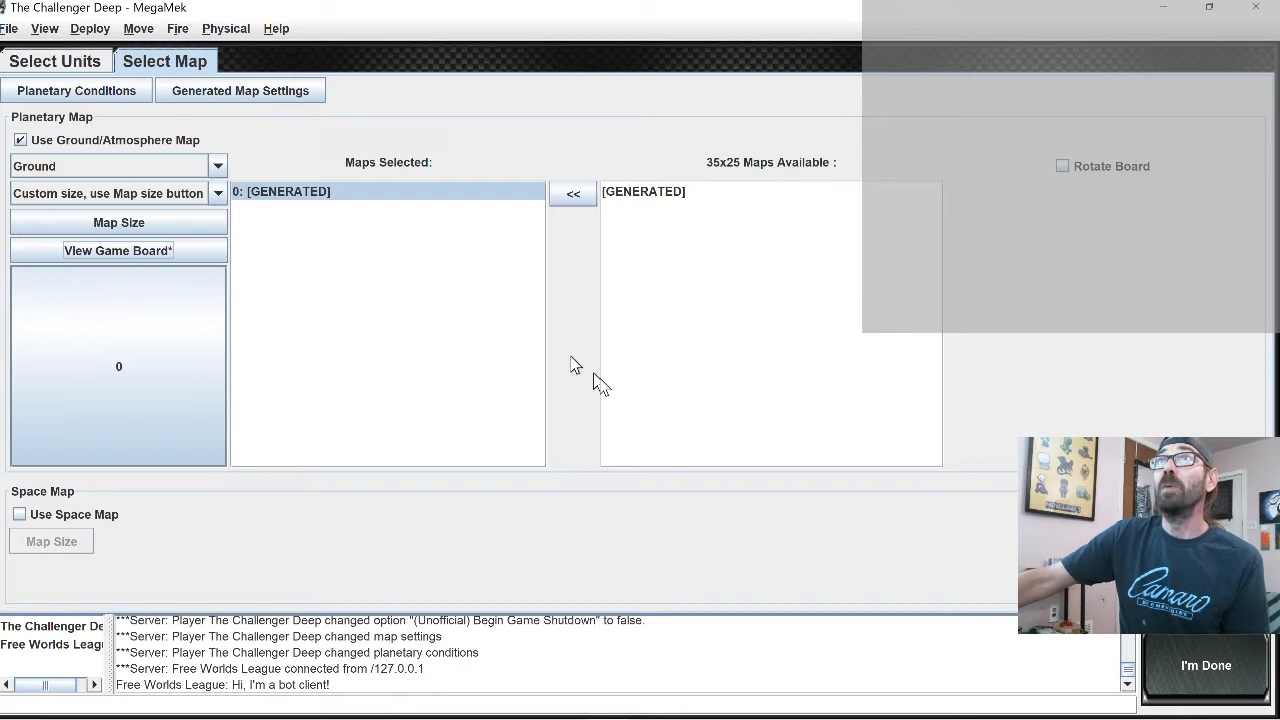 The Challenger Deep - MegaMek
File View Deploy Move Fire Physical Help
Select Units Select Map
Planetary Conditions Generated Map Settings
Planetary Map
Use Ground/Atmosphere Map
Ground
Maps Selected:
35x25 Maps Available :
Rotate Board
Custom size, use Map size button
0: [GENERATED]
<<
[GENERATED]
Map Size
View Game Board*
0
Space Map
Use Space Map
Map Size
The Challenger De
Free Worlds Leag
***Server: Player The Challenger Deep changed option "(Unofficial) Begin Game Shutdown" to false.
***Server: Player The Challenger Deep changed map settings
***Server: Player The Challenger Deep changed planetary conditions
***Server: Free Worlds League connected from /127.0.0.1
Free Worlds League: Hi, I'm a bot client!
I'm Done
Camaro